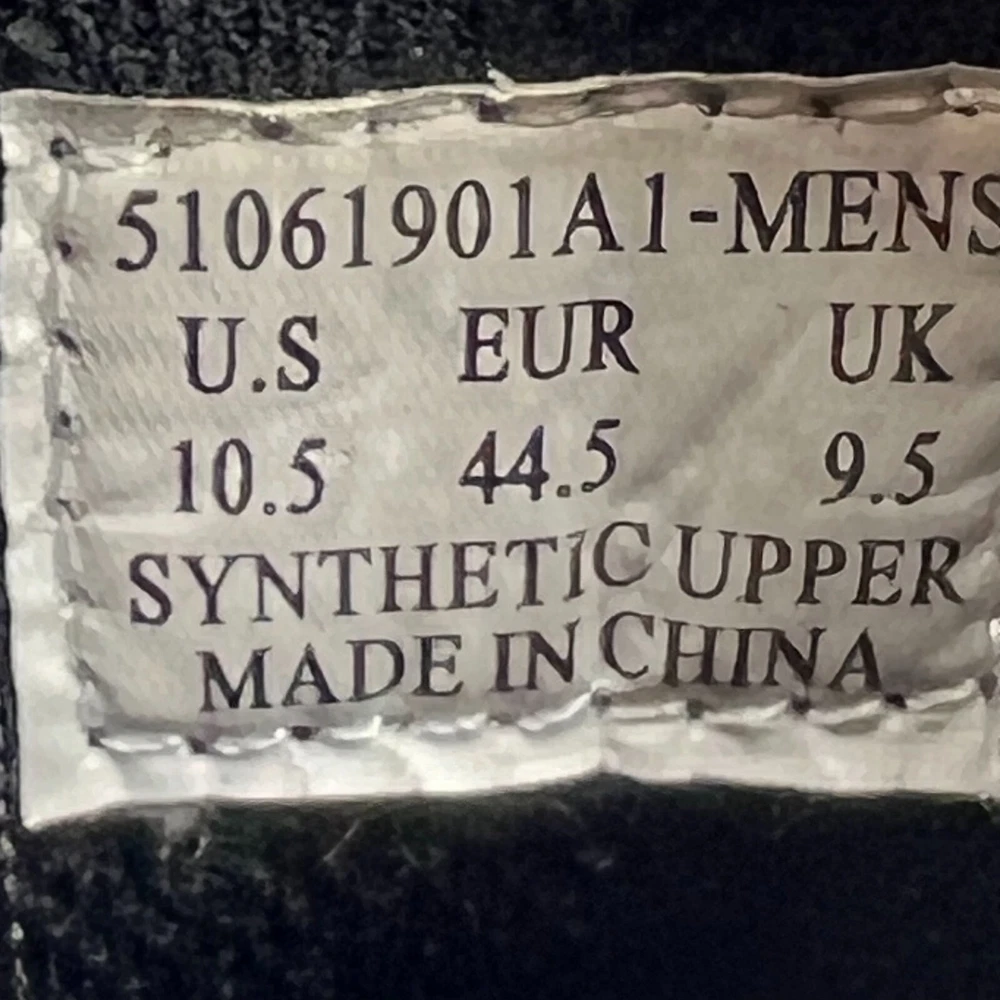 51061901A1-MENS
U.S EUR UK
10.5 44.5 9.5
SYNTHETIC UPPER
MADE IN CHINA